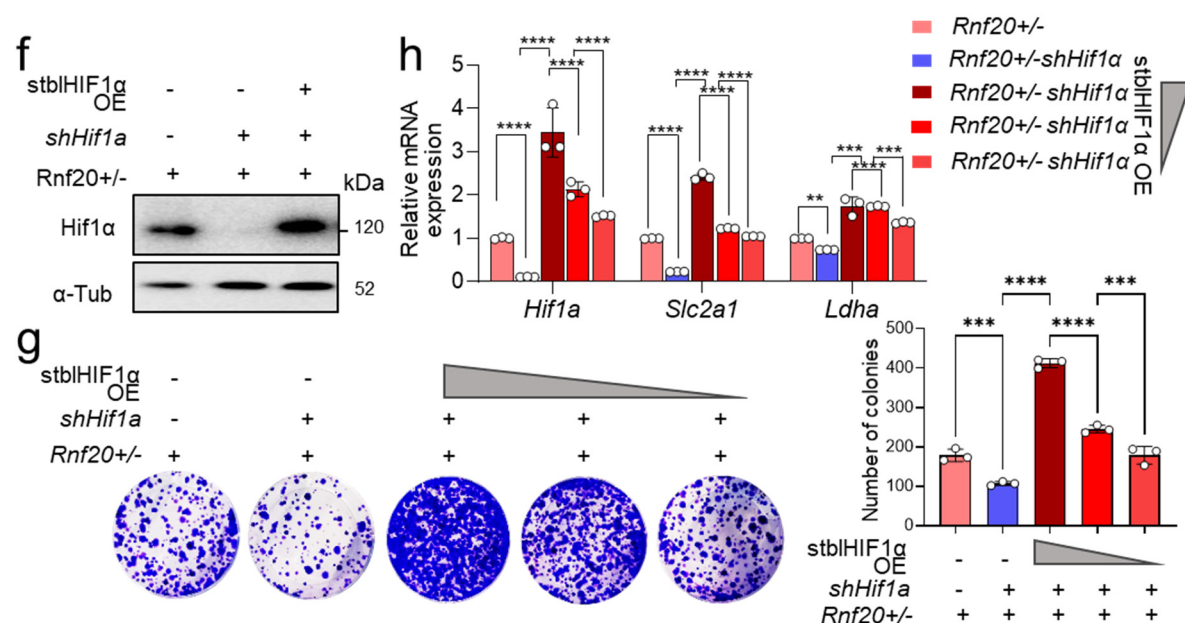 f
stblHIF1α
OE
- - +
shHif1a - + +
Rnf20+/- + + +
kDa
Hif1α
120
α-Tub
52
h
Relative mRNA
expression
5
4
3
2
1
0
**** **** **** ****
**** **** **** ****
** *** **** ***
Hif1a Slc2a1 Ldha
Rnf20+/-
Rnf20+/-shHif1α
Rnf20+/- shHif1α
Rnf20+/- shHif1α
Rnf20+/- shHif1α
stblHIF1α OE
g
stblHIF1α
OE
- -
shHif1a - + + + +
Rnf20+/- + + + + +
Number of colonies
500
400
300
200
100
0
*** **** **** ***
stblHIF1α
OE
- -
shHif1a - + + + +
Rnf20+/- + + + + +